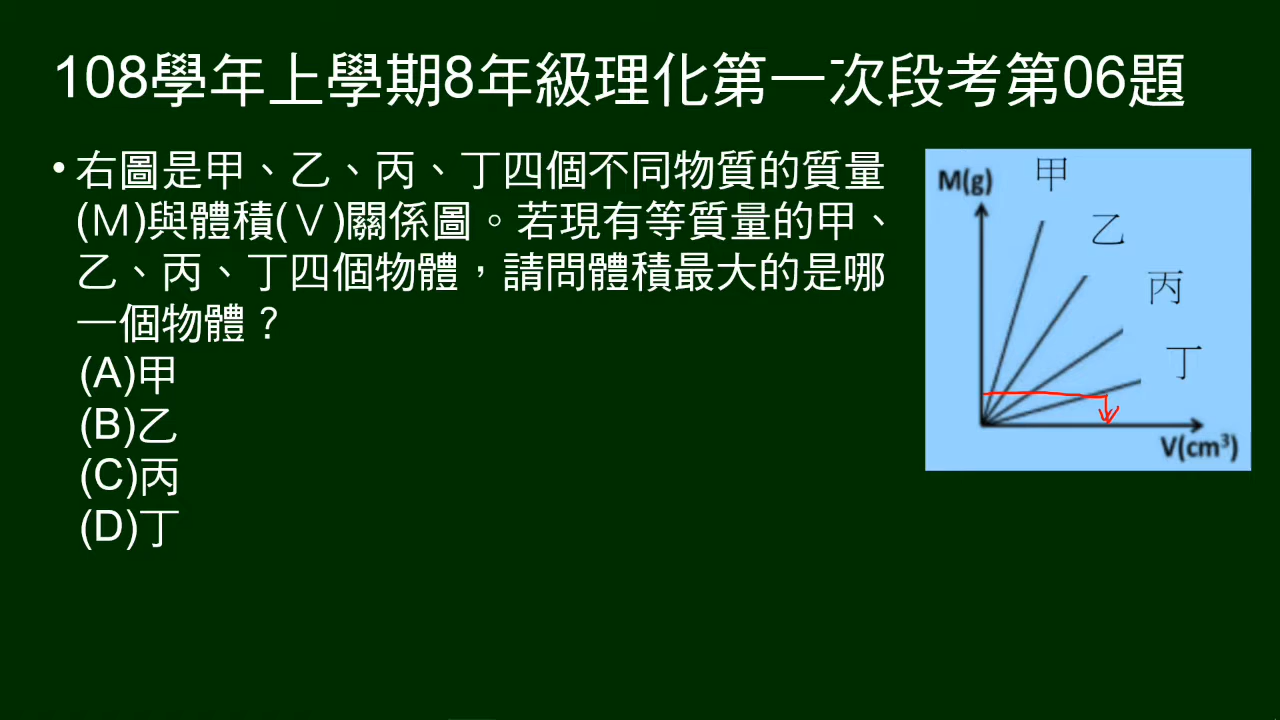 108學年上學期8年級理化第一次段考第06題
• 右圖是甲、乙、丙、丁四個不同物質的質量
(Ｍ)與體積(Ｖ)關係圖。若現有等質量的甲、
乙、丙、丁四個物體，請問體積最大的是哪
一個物體？
(A)甲
(B)乙
(C)丙
(D)丁
M(g)
甲
乙
丙
丁
V(cm³)